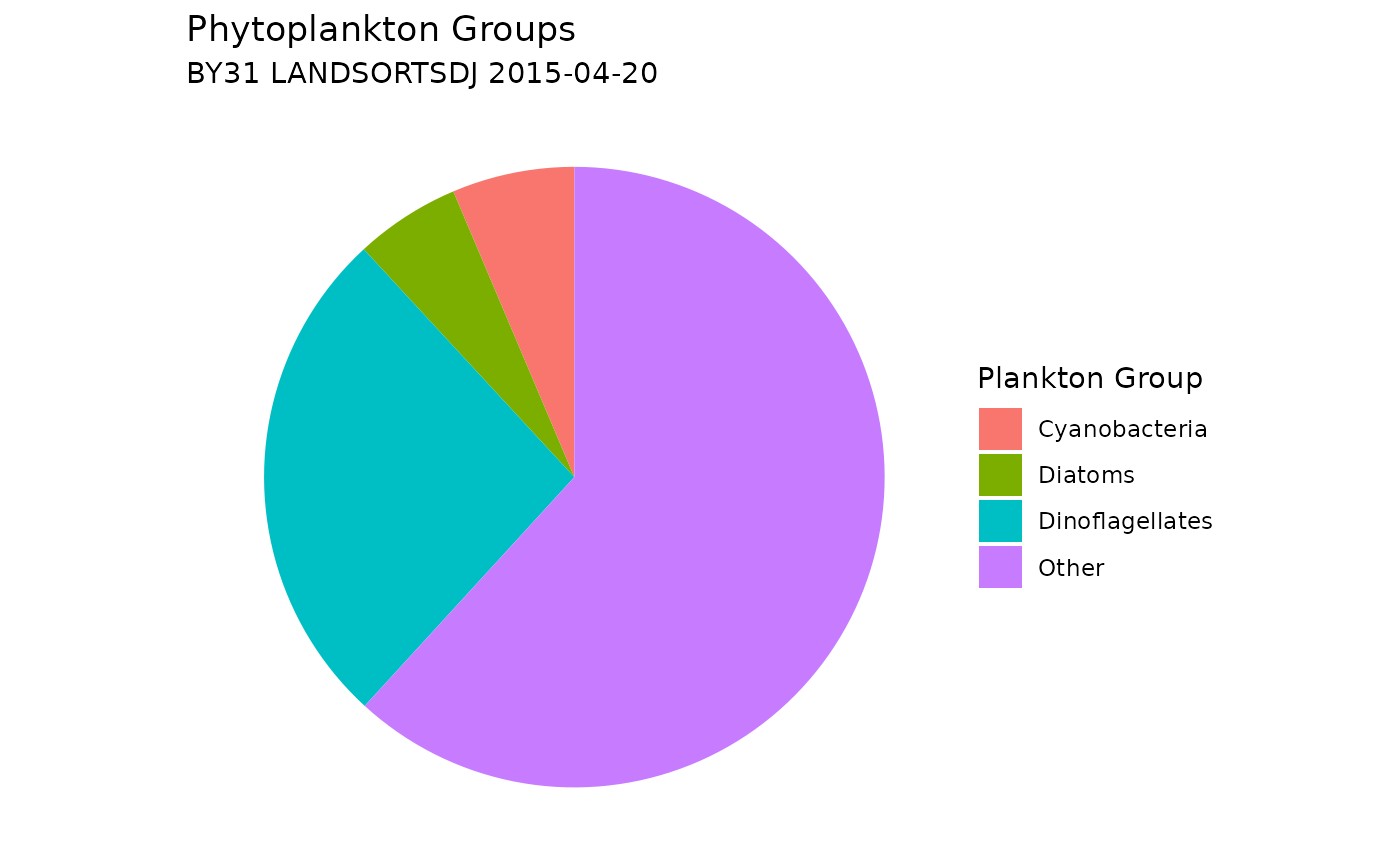 Phytoplankton Groups
BY31 LANDSORTSDJ 2015-04-20
Plankton Group
Cyanobacteria
Diatoms
Dinoflagellates
Other